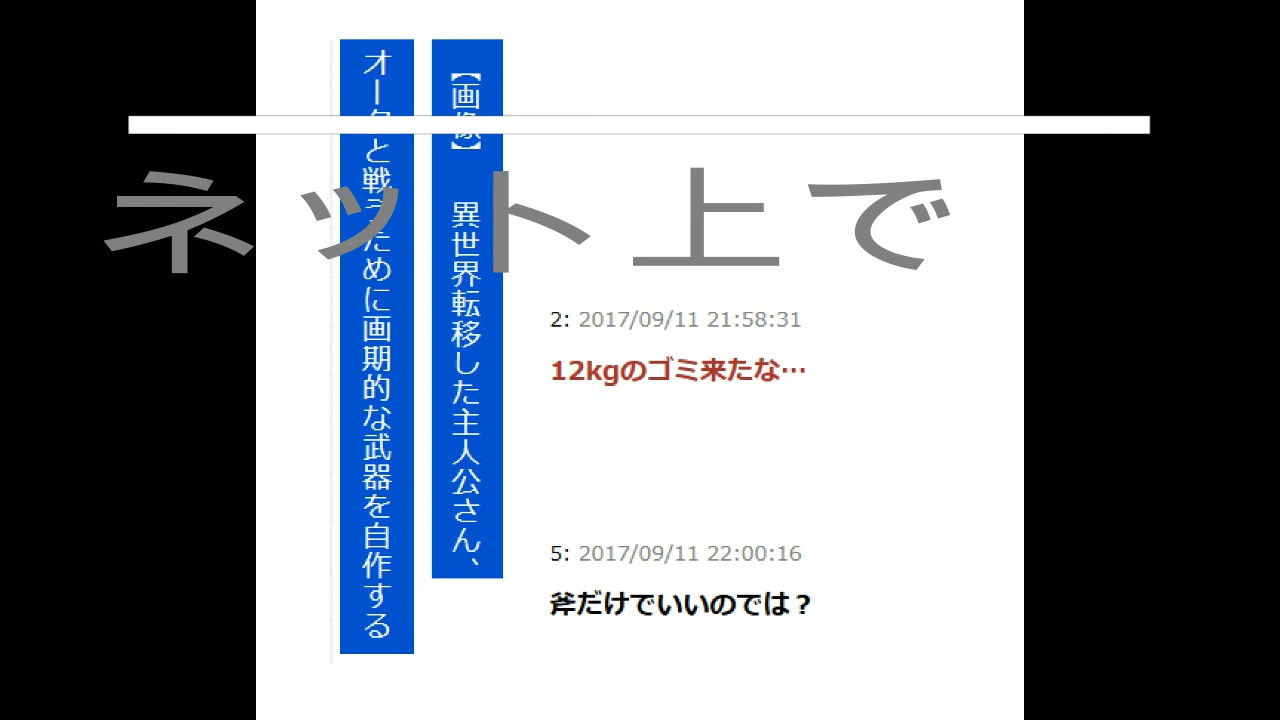 ネット上で
【画像】 異世界転移した主人公さん、
オークと戦うために画期的な武器を自作する
2: 2017/09/11 21:58:31
12kgのゴミ来たな…
5: 2017/09/11 22:00:16
斧だけでいいのでは？